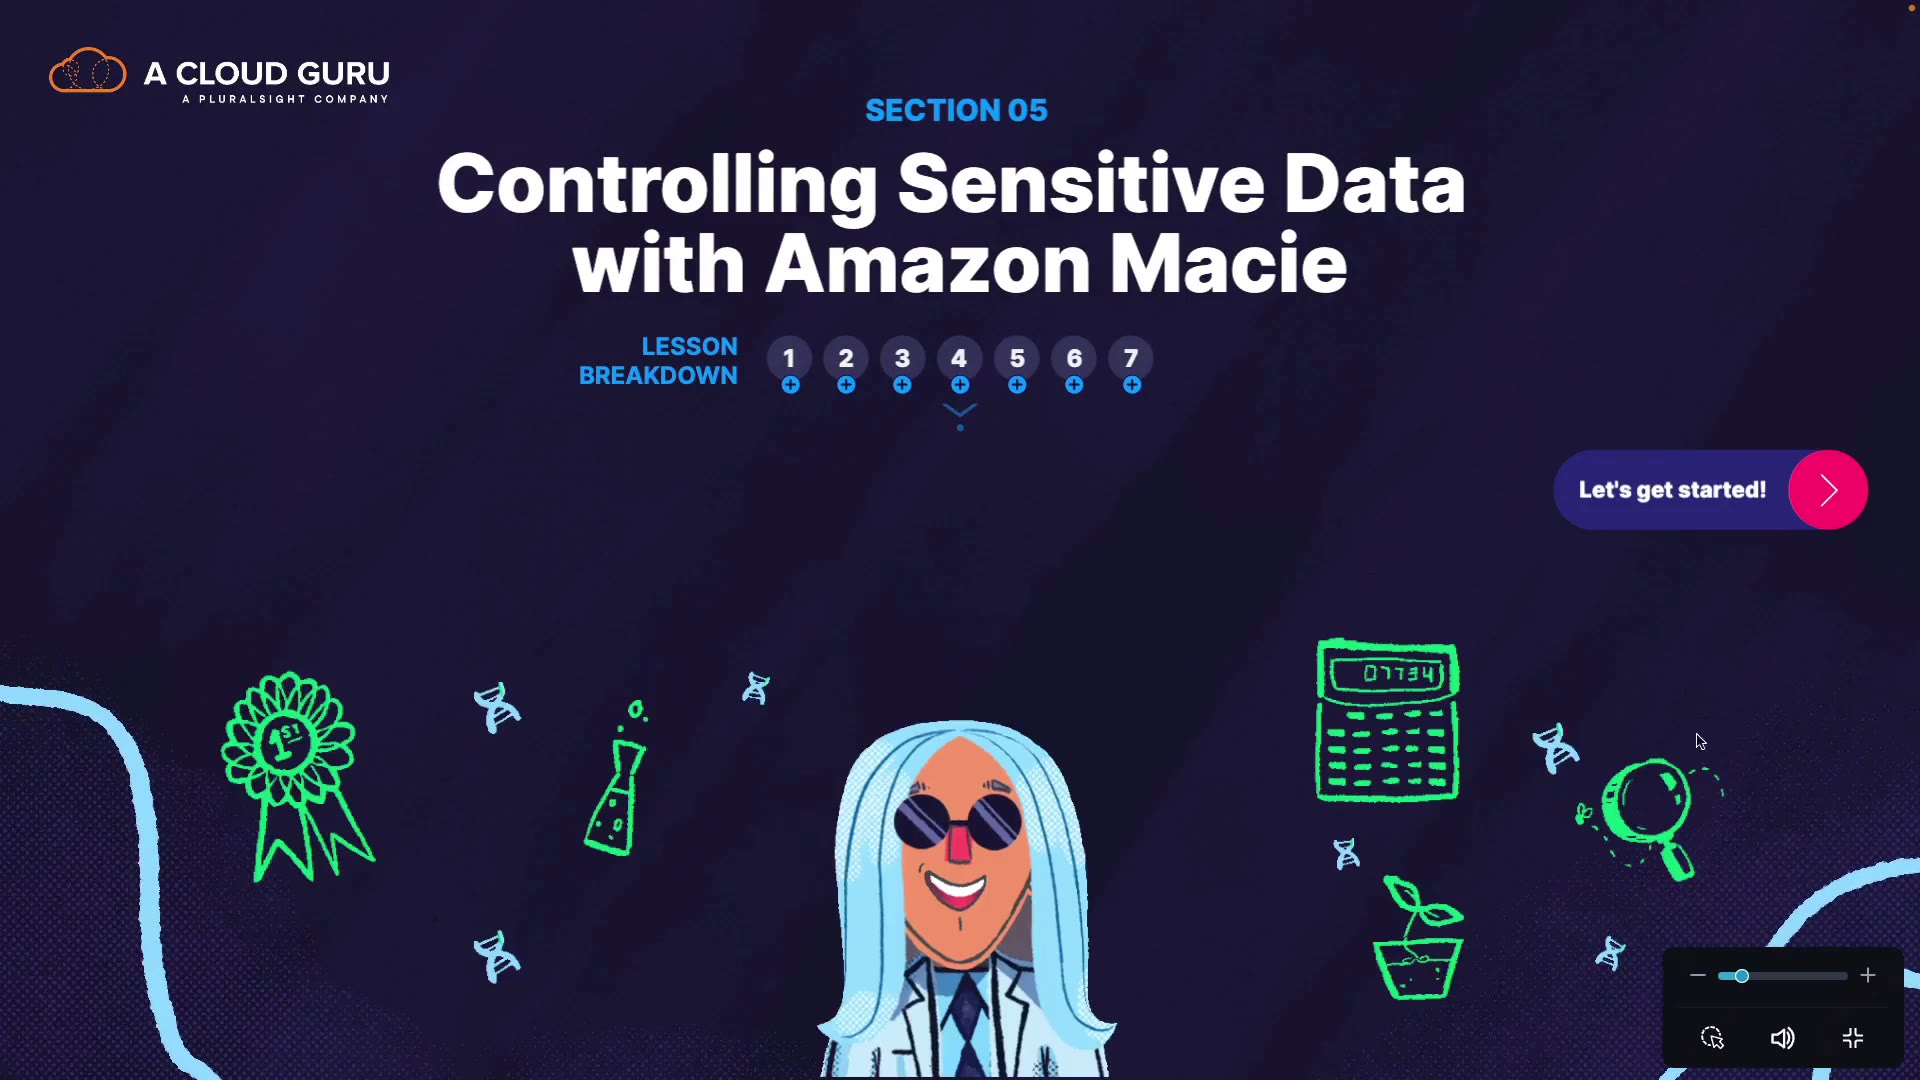 A CLOUD GURU
A PLURALSIGHT COMPANY
SECTION 05
Controlling Sensitive Data
with Amazon Macie
LESSON
BREAKDOWN
1 2 3 4 5 6 7
Let's get started!
07734
1ST